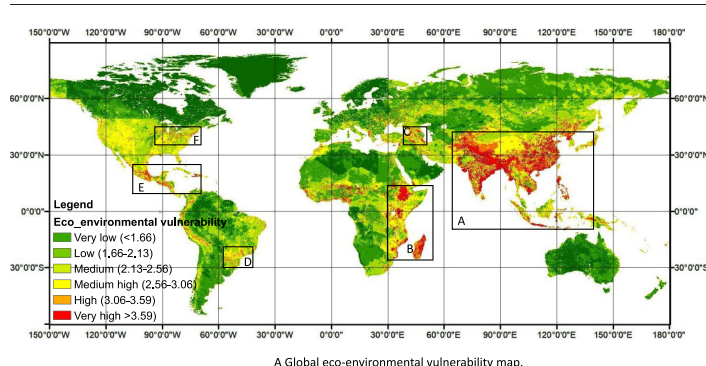 150°0'0"W 120°0'0"W 90°0'0"W 60°0'0"W 30°0'0"W 0°0'0" 30°0'0"E 60°0'0"E 90°0'0"E 120°0'0"E 150°0'0"E 180°0'0"
60°0'0"N 60°0'0"N
F C
30°0'0"N 30°0'0"N
E
Legend
Eco_environmental vulnerability
0°0'0" 0°0'0"
A
Very low (<1.66)
Low (1.66-2.13)
B
Medium (2.13-2.56)
D
30°0'0"S 30°0'0"S
Medium high (2.56-3.06)
High (3.06-3.59)
Very high >3.59)
150°0'0"W 120°0'0"W 90°0'0"W 60°0'0"W 30°0'0"W 0°0'0" 30°0'0"E 60°0'0"E 90°0'0"E 120°0'0"E 150°0'0"E 180°0'0"
A Global eco-environmental vulnerability map.